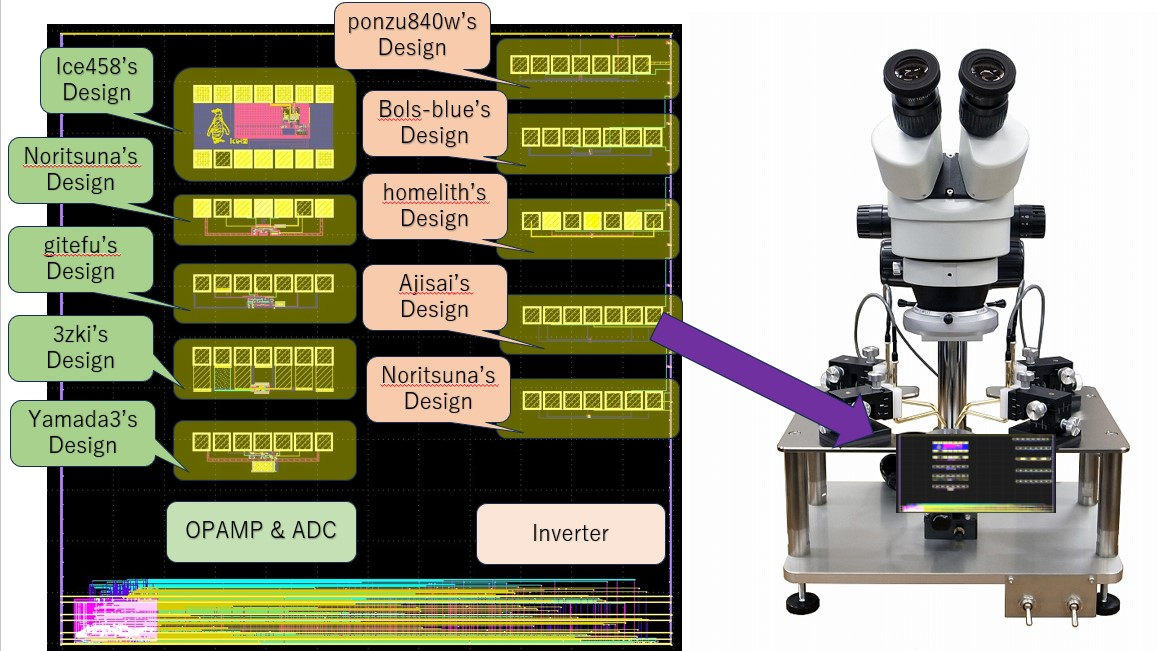 Ice458's
Design
Noritsuna's
Design
gitefu's
Design
3zki's
Design
Yamada3's
Design
OPAMP & ADC
ponzu840w's
Design
Bols-blue's
Design
homelith's
Design
Ajisai's
Design
Noritsuna's
Design
Inverter